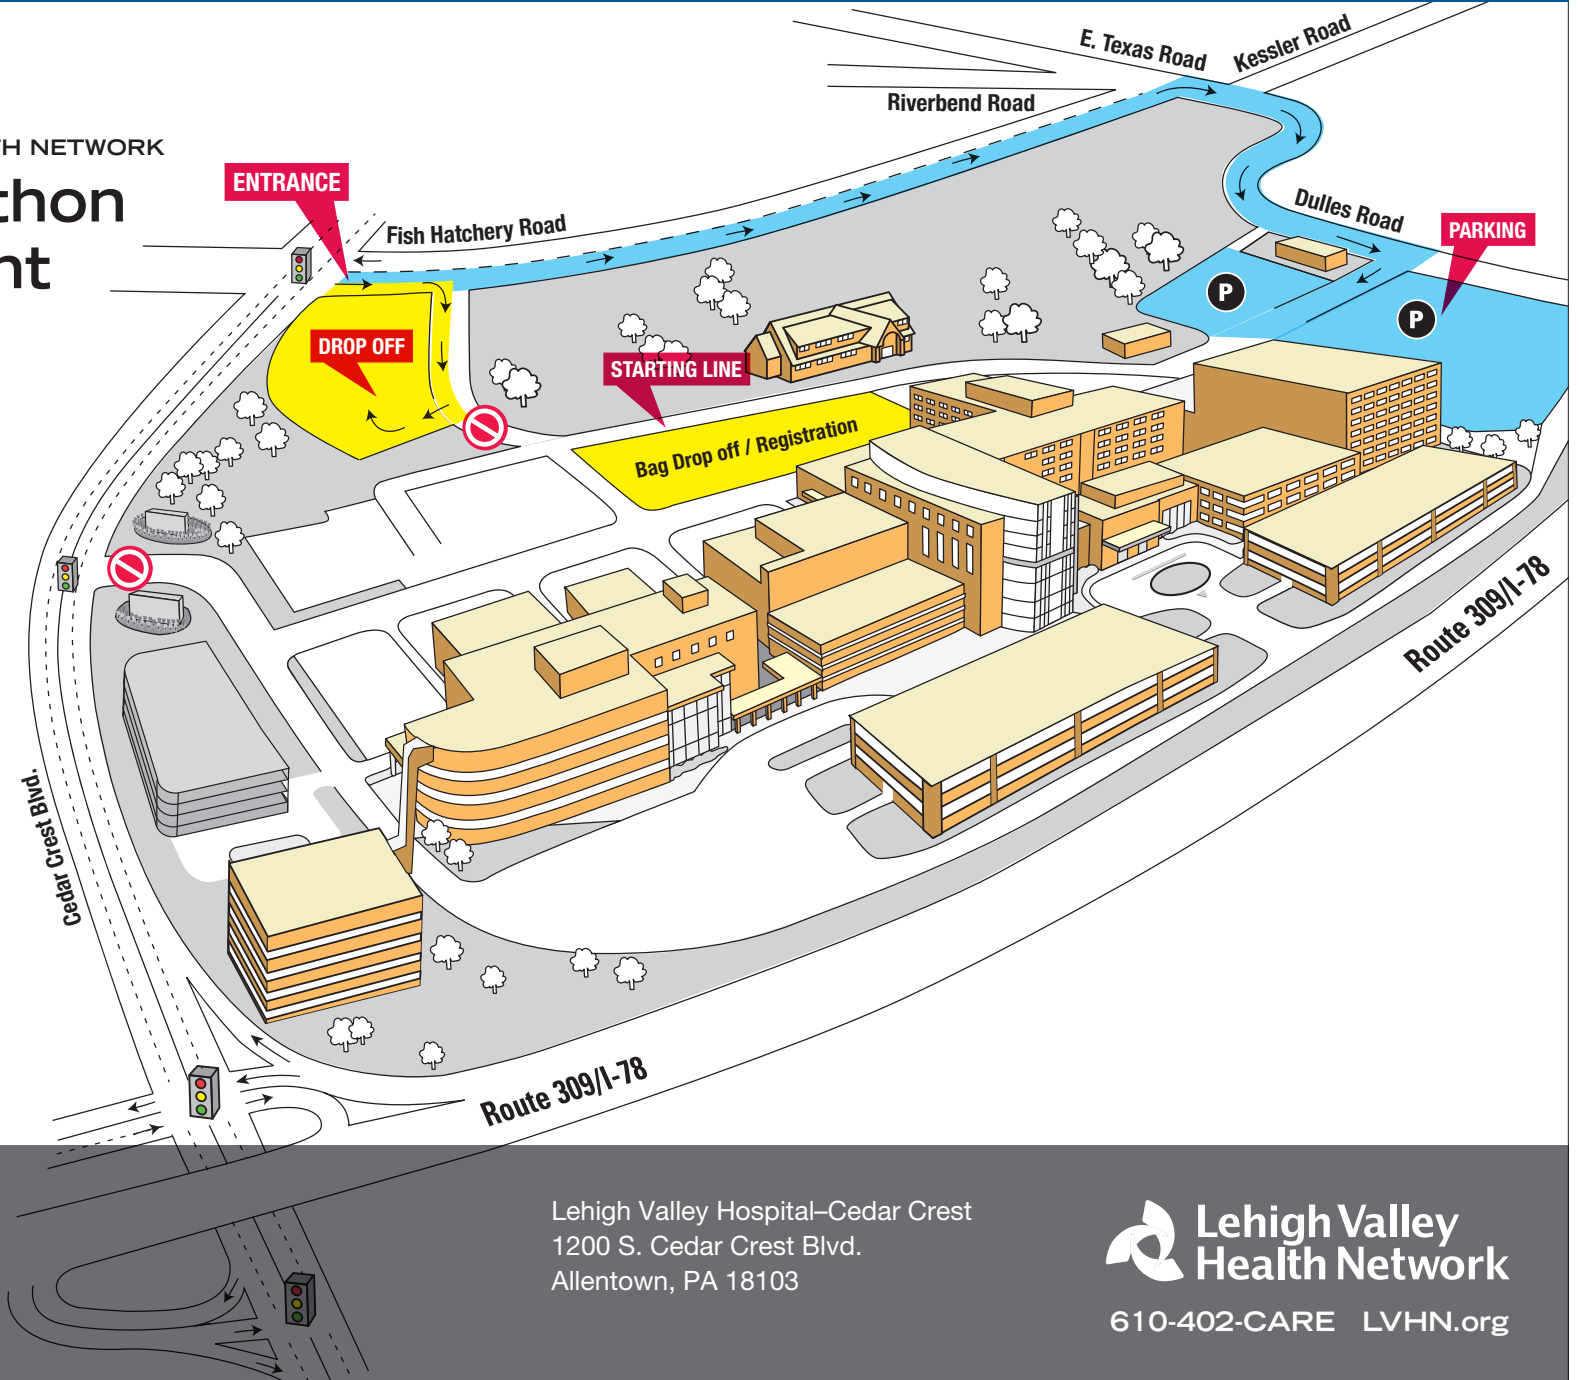 TH NETWORK
thon
nt
E. Texas Road
Kessler Road
Riverbend Road
ENTRANCE
Fish Hatchery Road
Dulles Road
PARKING
P
P
DROP OFF
STARTING LINE
Bag Drop off / Registration
Route 309/I-78
Cedar Crest Blvd.
Route 309/I-78
Lehigh Valley Hospital–Cedar Crest
1200 S. Cedar Crest Blvd.
Allentown, PA 18103
Lehigh Valley
Health Network
610-402-CARE LVHN.org